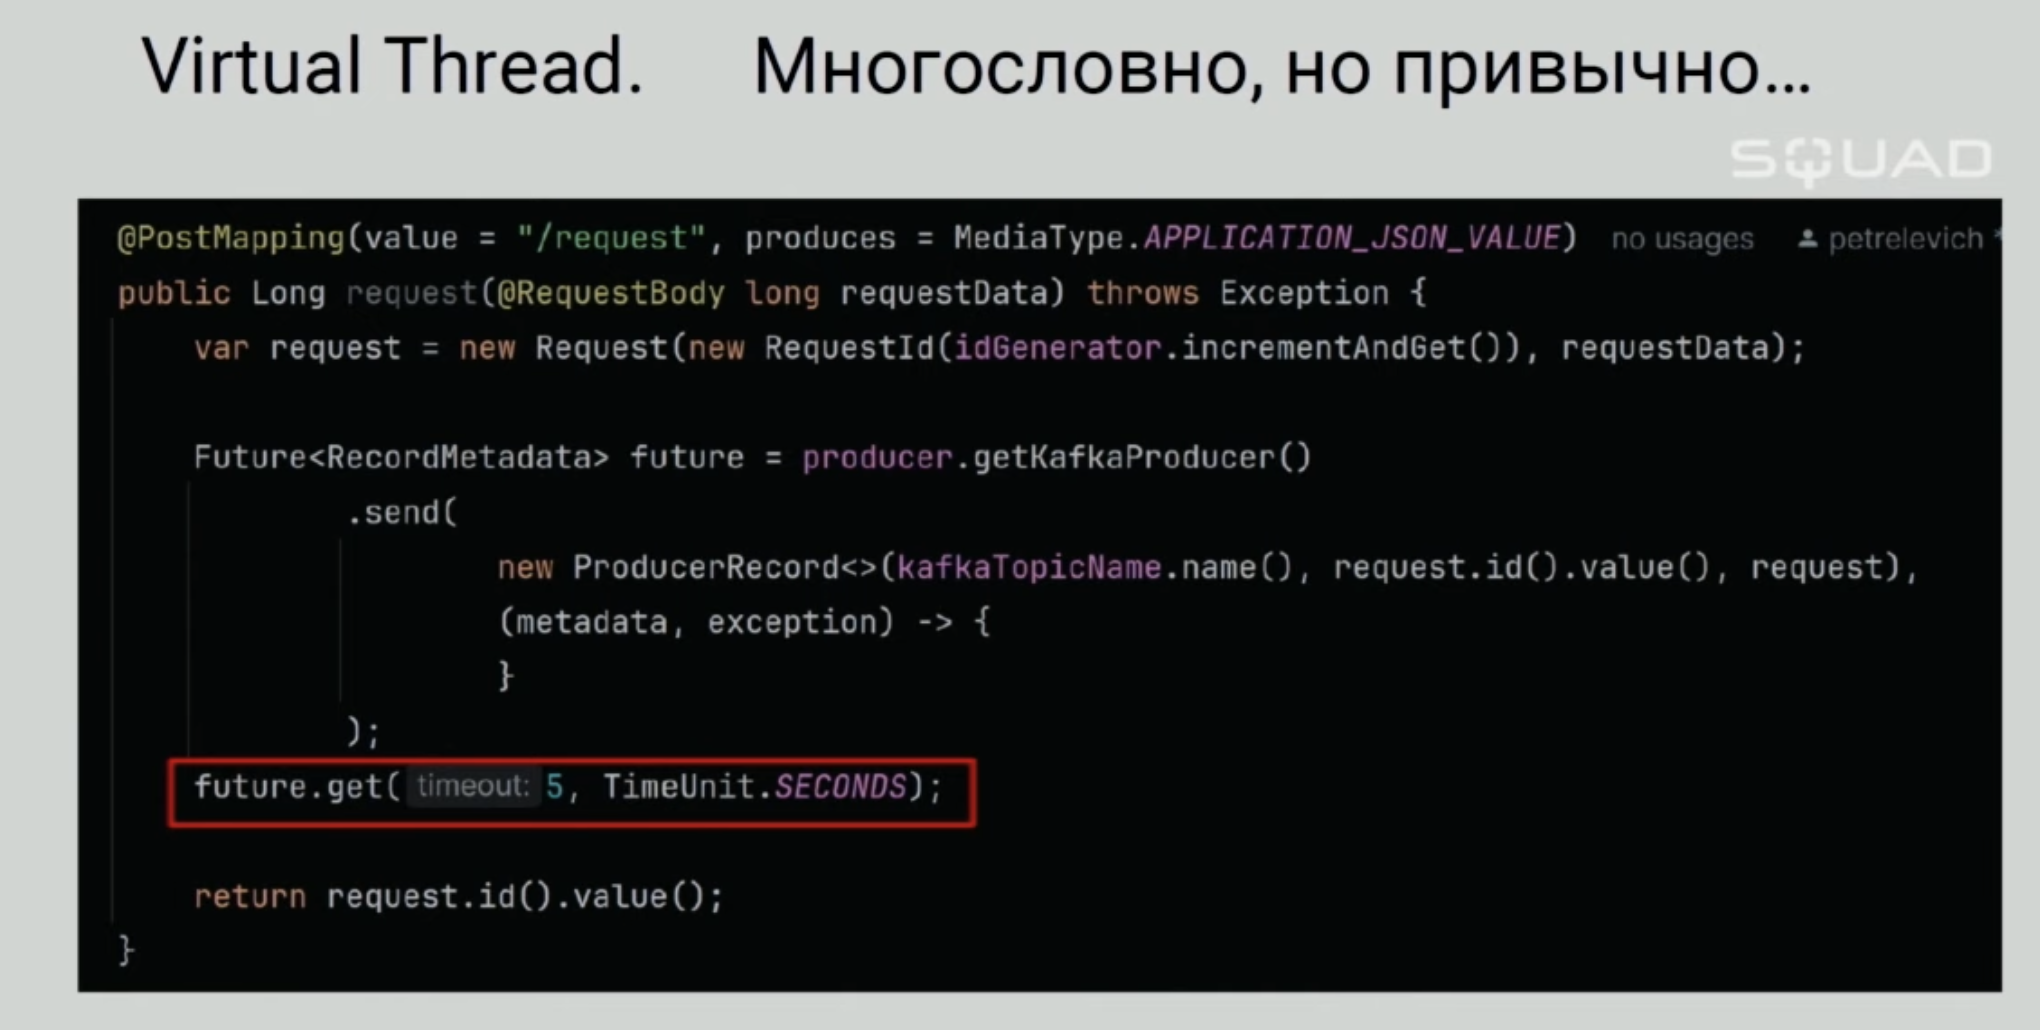 Virtual Thread. Многословно, но привычно...
SQUAD
@PostMapping(value = "/request", produces = MediaType.APPLICATION_JSON_VALUE) no usages petrelevich *
public Long request(@RequestBody long requestData) throws Exception {
var request = new Request(new RequestId(idGenerator.incrementAndGet()), requestData);
Future<RecordMetadata> future = producer.getKafkaProducer()
.send(
new ProducerRecord<>(kafkaTopicName.name(), request.id().value(), request),
(metadata, exception) -> {
}
);
future.get( timeout: 5, TimeUnit.SECONDS);
return request.id().value();
}